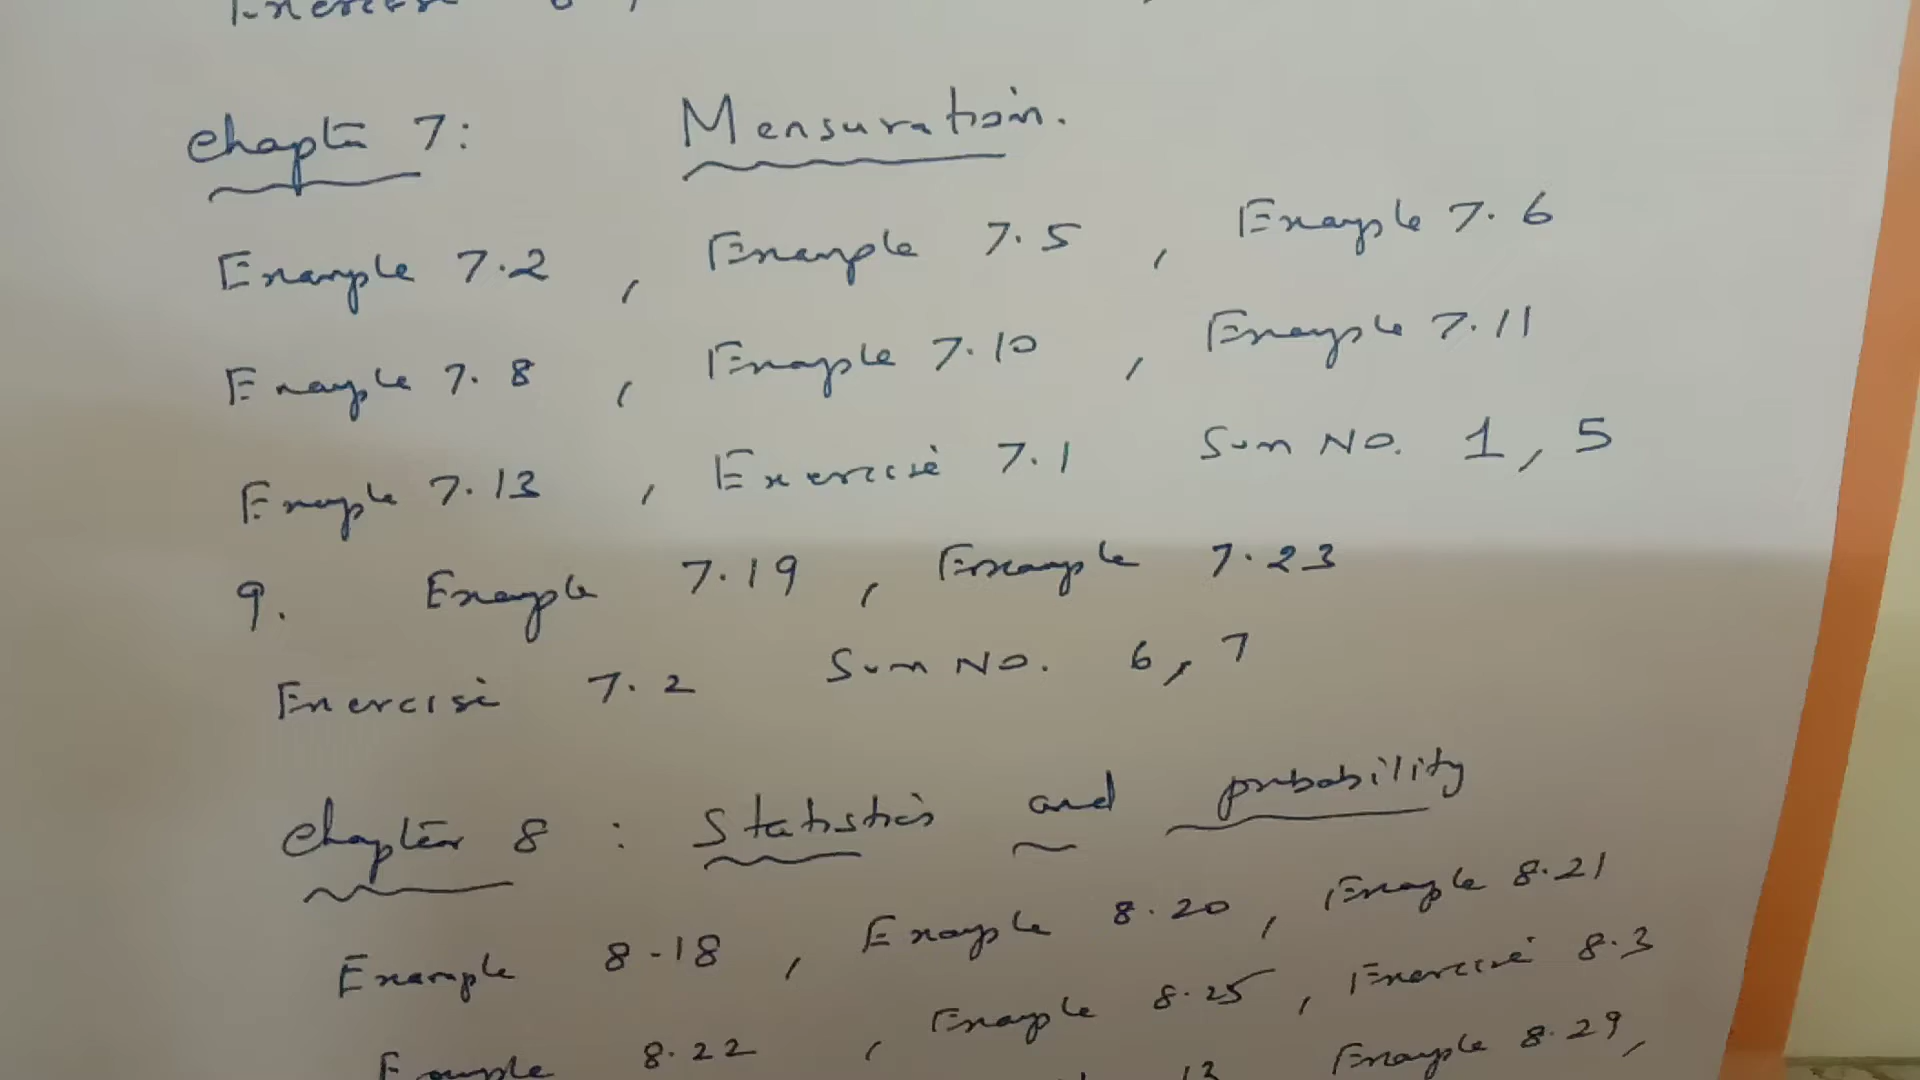 Exercise
Chapter 7: Mensuration.
Example 7.2 , Example 7.5 , Example 7.6
Example 7.8 , Example 7.10 , Example 7.11
Example 7.13 , Exercise 7.1 Sum No. 1, 5
9. Example 7.19 , Example 7.23
Exercise 7.2 Sum No. 6, 7
Chapter 8 : Statistics and probability
Example 8-18 , Example 8.20 , Example 8.21
Example 8.22 , Example 8.25 , Exercise 8.3
13 Example 8.29,